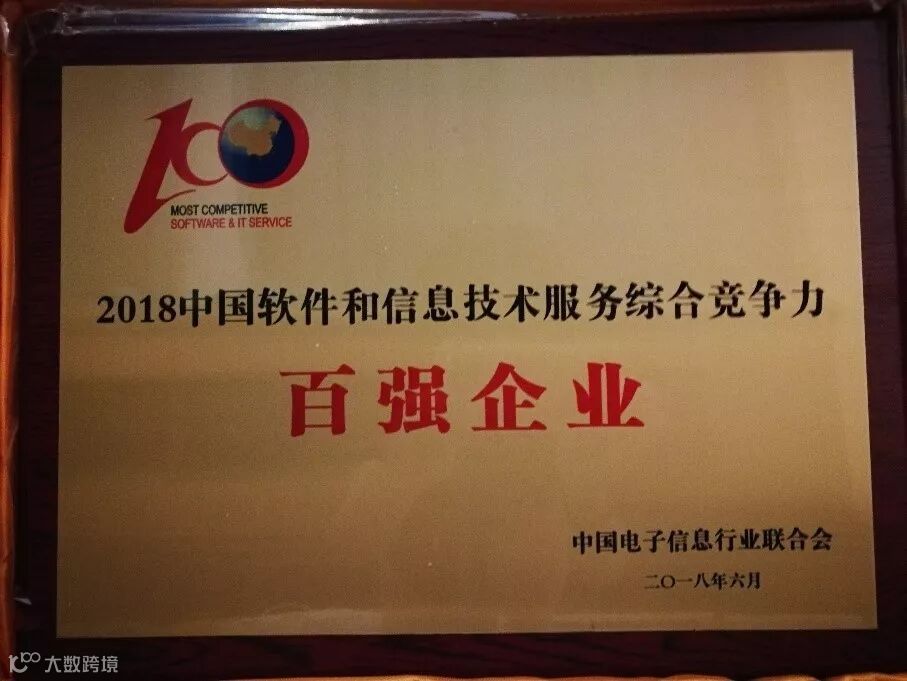 100
MOST COMPETITIVE
SOFTWARE & IT SERVICE
2018中国软件和信息技术服务综合竞争力
百强企业
中国电子信息行业联合会
二〇一八年六月
大数跨境